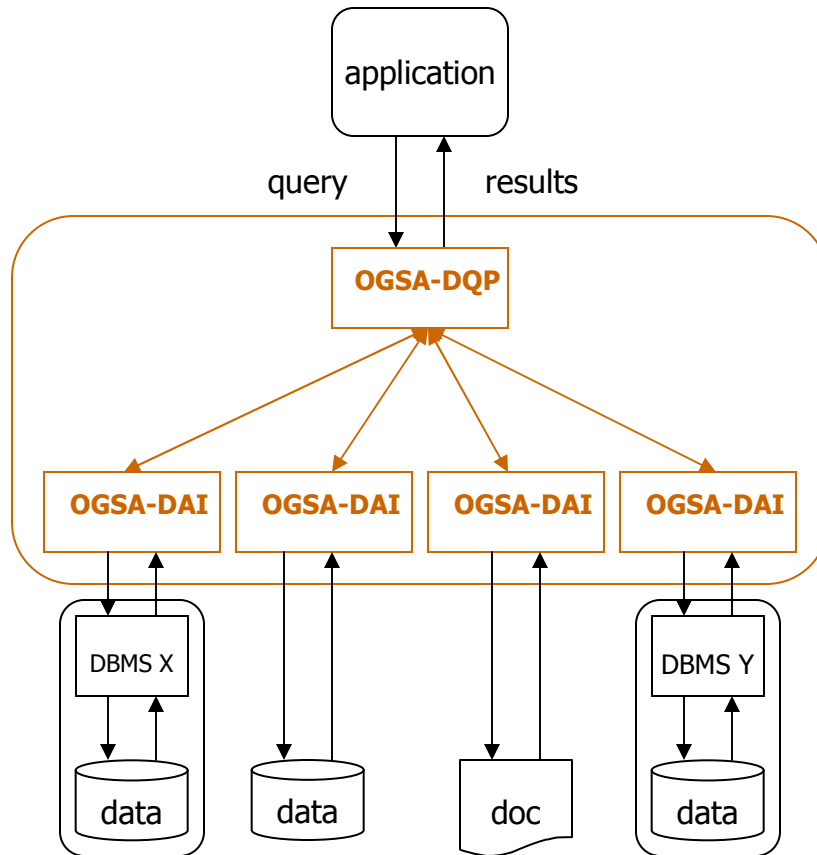 application
query
results
OGSA-DQP
OGSA-DAI
OGSA-DAI
OGSA-DAI
OGSA-DAI
DBMS X
DBMS Y
data
data
doc
data